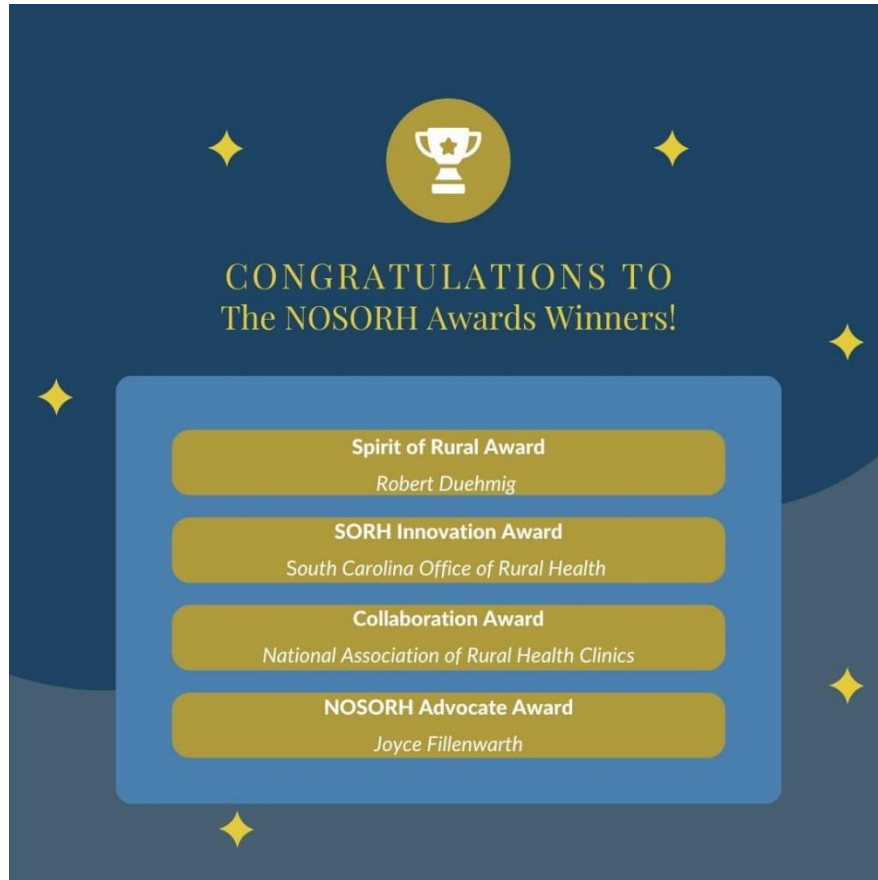 CONGRATULATIONS TO
The NOSORH Awards Winners!
Spirit of Rural Award
Robert Duehmig
SORH Innovation Award
South Carolina Office of Rural Health
Collaboration Award
National Association of Rural Health Clinics
NOSORH Advocate Award
Joyce Fillenwarth